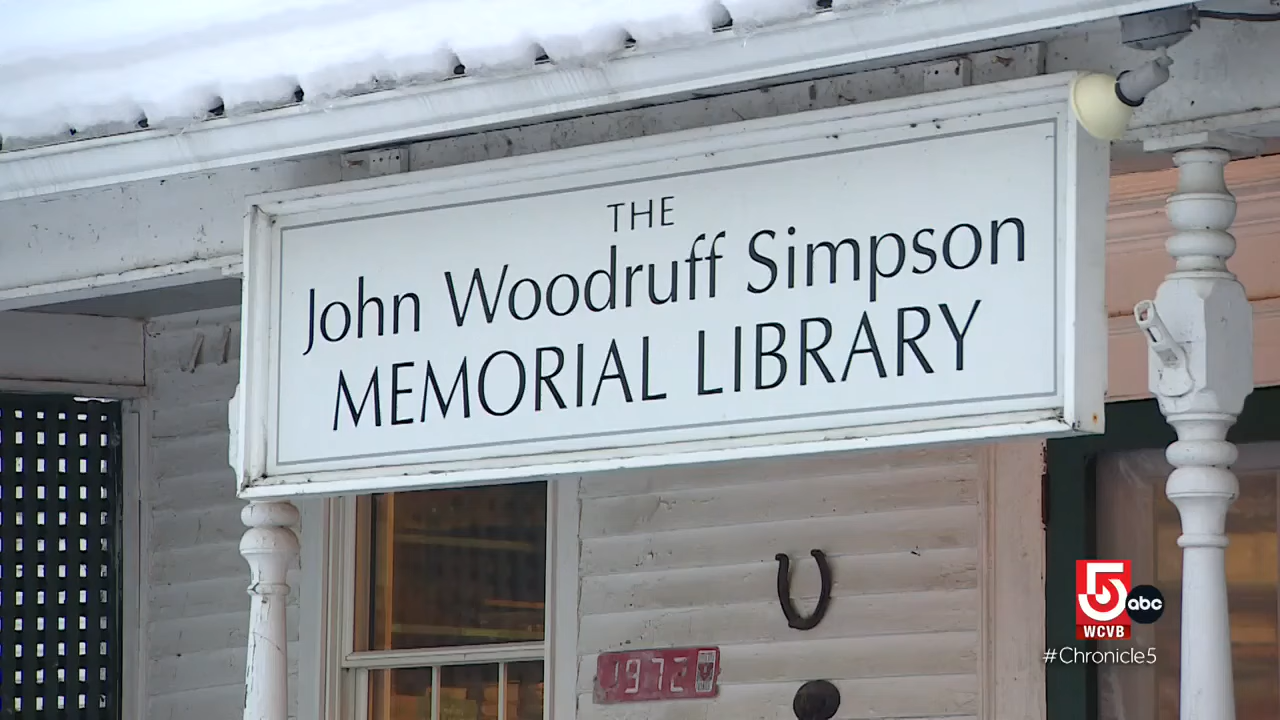 THE
John Woodruff Simpson
MEMORIAL LIBRARY
1972
5
abc
WCVB
#Chronicle5